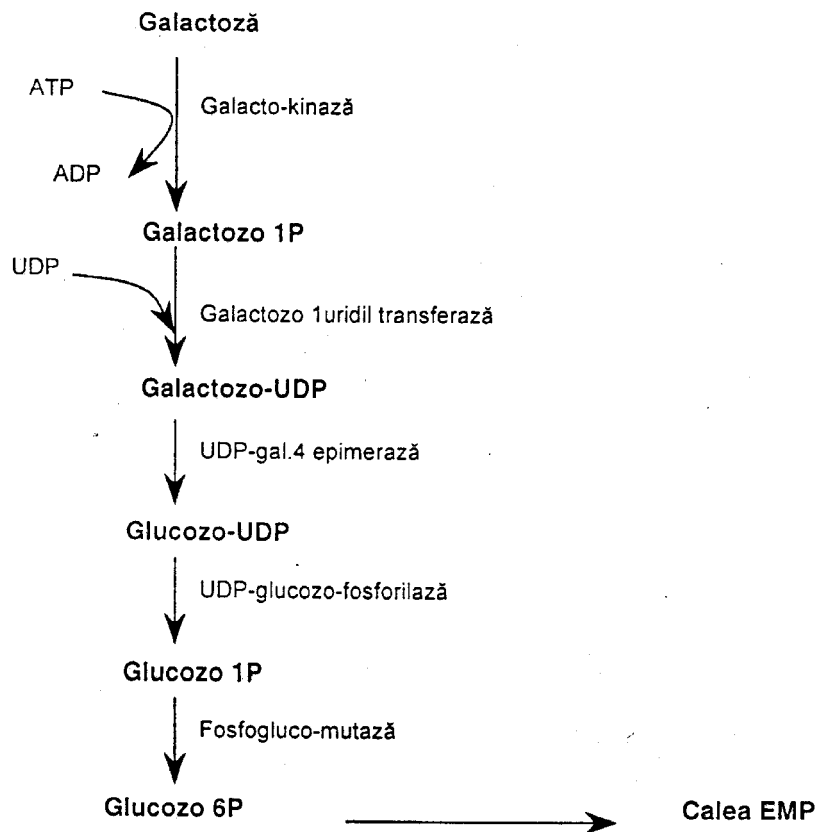 Galactoză
ATP
Galacto-kinază
ADP
Galactozo 1P
UDP
Galactozo 1uridil transferază
Galactozo-UDP
UDP-gal.4 epimerază
Glucozo-UDP
UDP-glucozo-fosforilază
Glucozo 1P
Fosfogluco-mutază
Glucozo 6P
Calea EMP